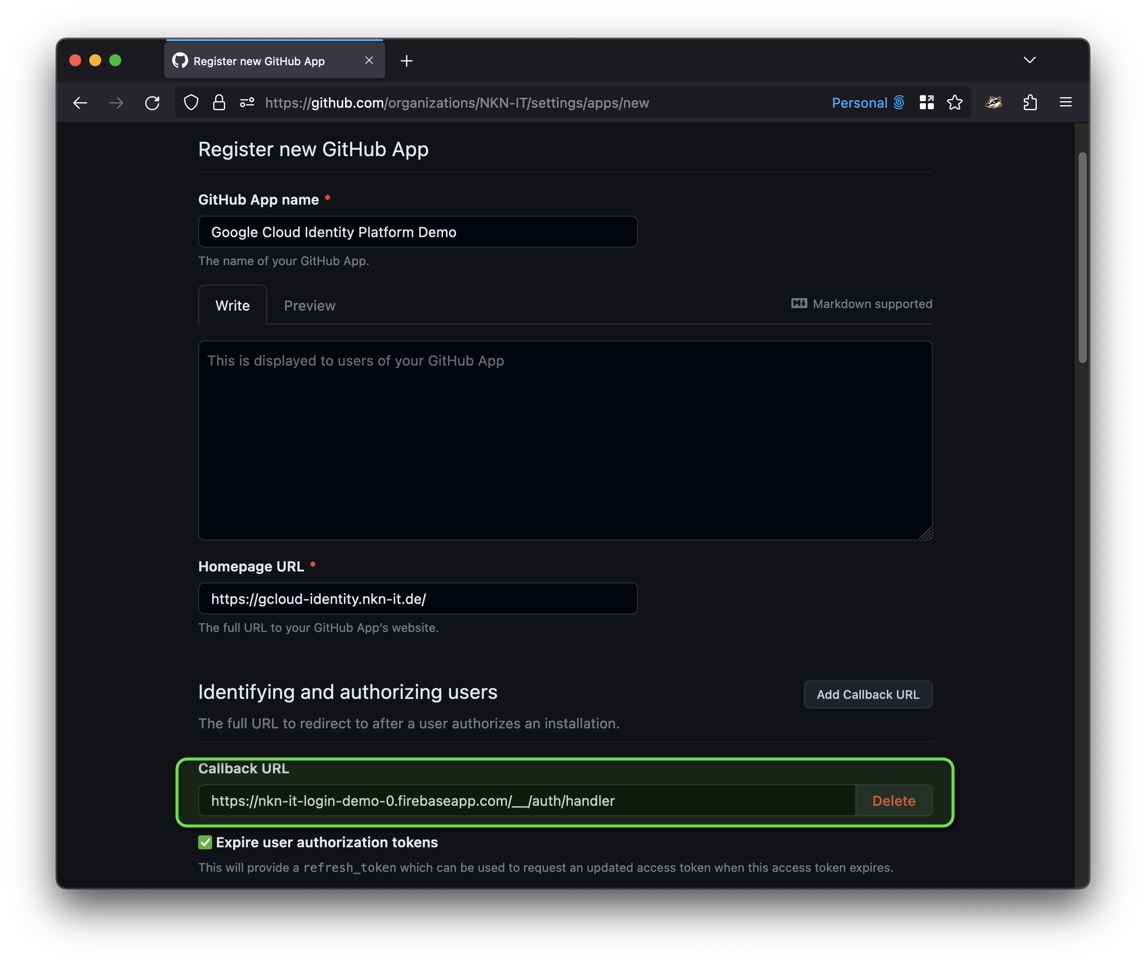 Register new GitHub App
https://github.com/organizations/NKN-IT/settings/apps/new
Personal
Register new GitHub App
GitHub App name *
Google Cloud Identity Platform Demo
The name of your GitHub App.
Write
Preview
Markdown supported
This is displayed to users of your GitHub App
Homepage URL *
https://gcloud-identity.nkn-it.de/
The full URL to your GitHub App's website.
Identifying and authorizing users
Add Callback URL
The full URL to redirect to after a user authorizes an installation.
Callback URL
https://nkn-it-login-demo-0.firebaseapp.com/__/auth/handler
Delete
Expire user authorization tokens
This will provide a refresh_token which can be used to request an updated access token when this access token expires.